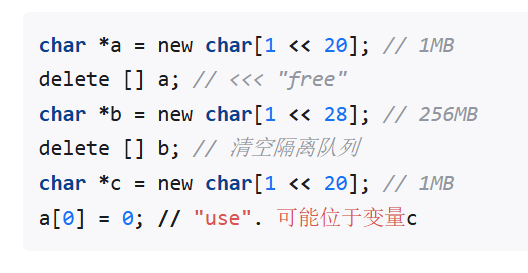 char *a = new char[1 << 20]; // 1MB
delete [] a; // <<< "free"
char *b = new char[1 << 28]; // 256MB
delete [] b; // 清空隔离队列
char *c = new char[1 << 20]; // 1MB
a[0] = 0; // "use". 可能位于变量c